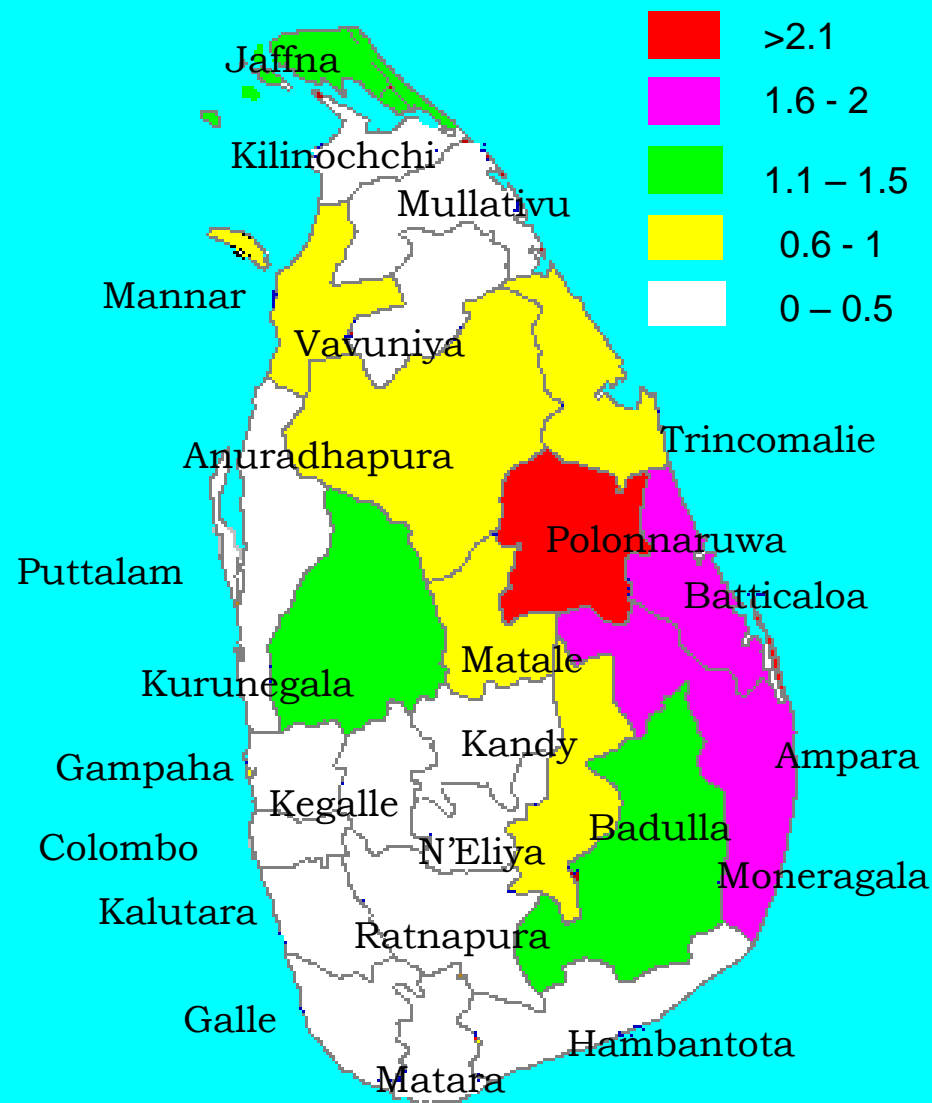 >2.1
1.6 - 2
1.1 – 1.5
0.6 - 1
0 – 0.5
Jaffna
Kilinochchi
Mullativu
Mannar
Vavuniya
Trincomalie
Anuradhapura
Polonnaruwa
Puttalam
Batticaloa
Matale
Kurunegala
Kandy
Ampara
Gampaha
Kegalle
Badulla
Colombo
N'Eliya
Moneragala
Kalutara
Ratnapura
Galle
Hambantota
Matara